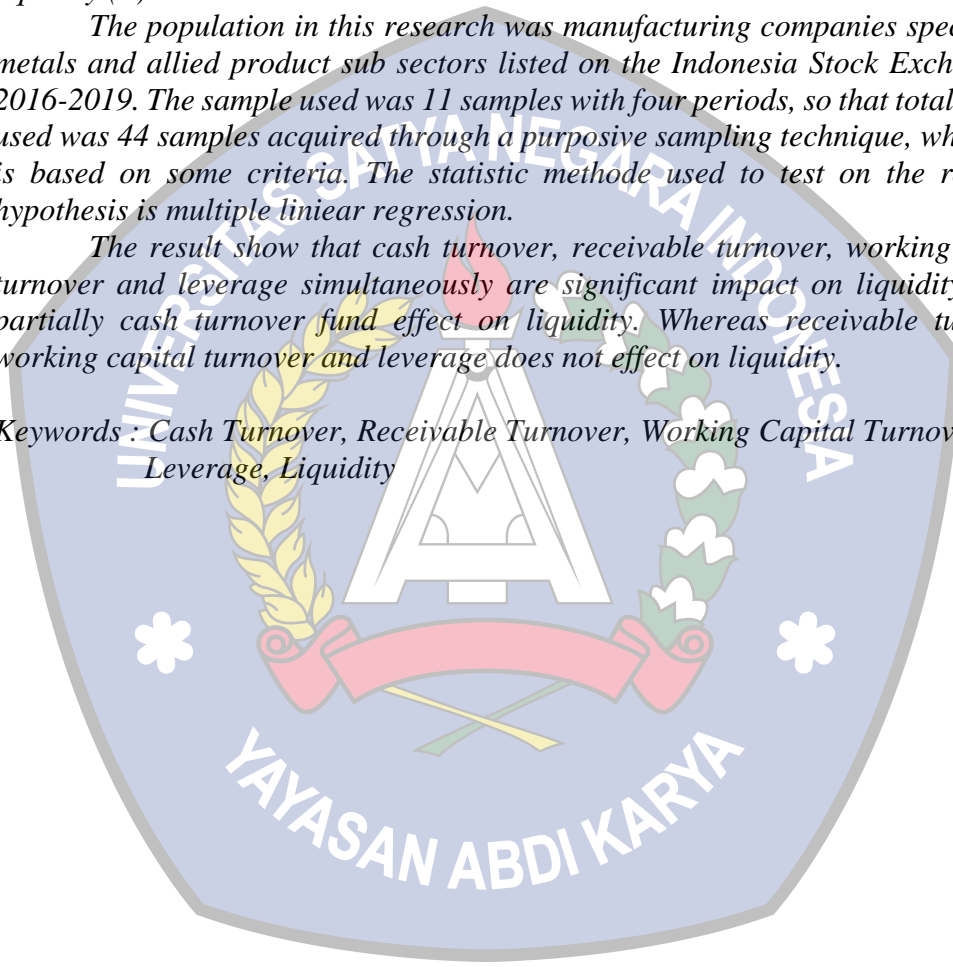 The population in this research was manufacturing companies spec
metals and allied product sub sectors listed on the Indonesia Stock Exch
2016-2019. The sample used was 11 samples with four periods, so that total
used was 44 samples acquired through a purposive sampling technique, wh
is based on some criteria. The statistic methode used to test on the r
hypothesis is multiple liniear regression.
The result show that cash turnover, receivable turnover, working
turnover and leverage simultaneously are significant impact on liquidity
partially cash turnover fund effect on liquidity. Whereas receivable tu
working capital turnover and leverage does not effect on liquidity.
Keywords : Cash Turnover, Receivable Turnover, Working Capital Turnov
Leverage, Liquidity
UNIVERSITAS SATYA NEGARA INDONESIA
YAYASAN ABDI KARYA